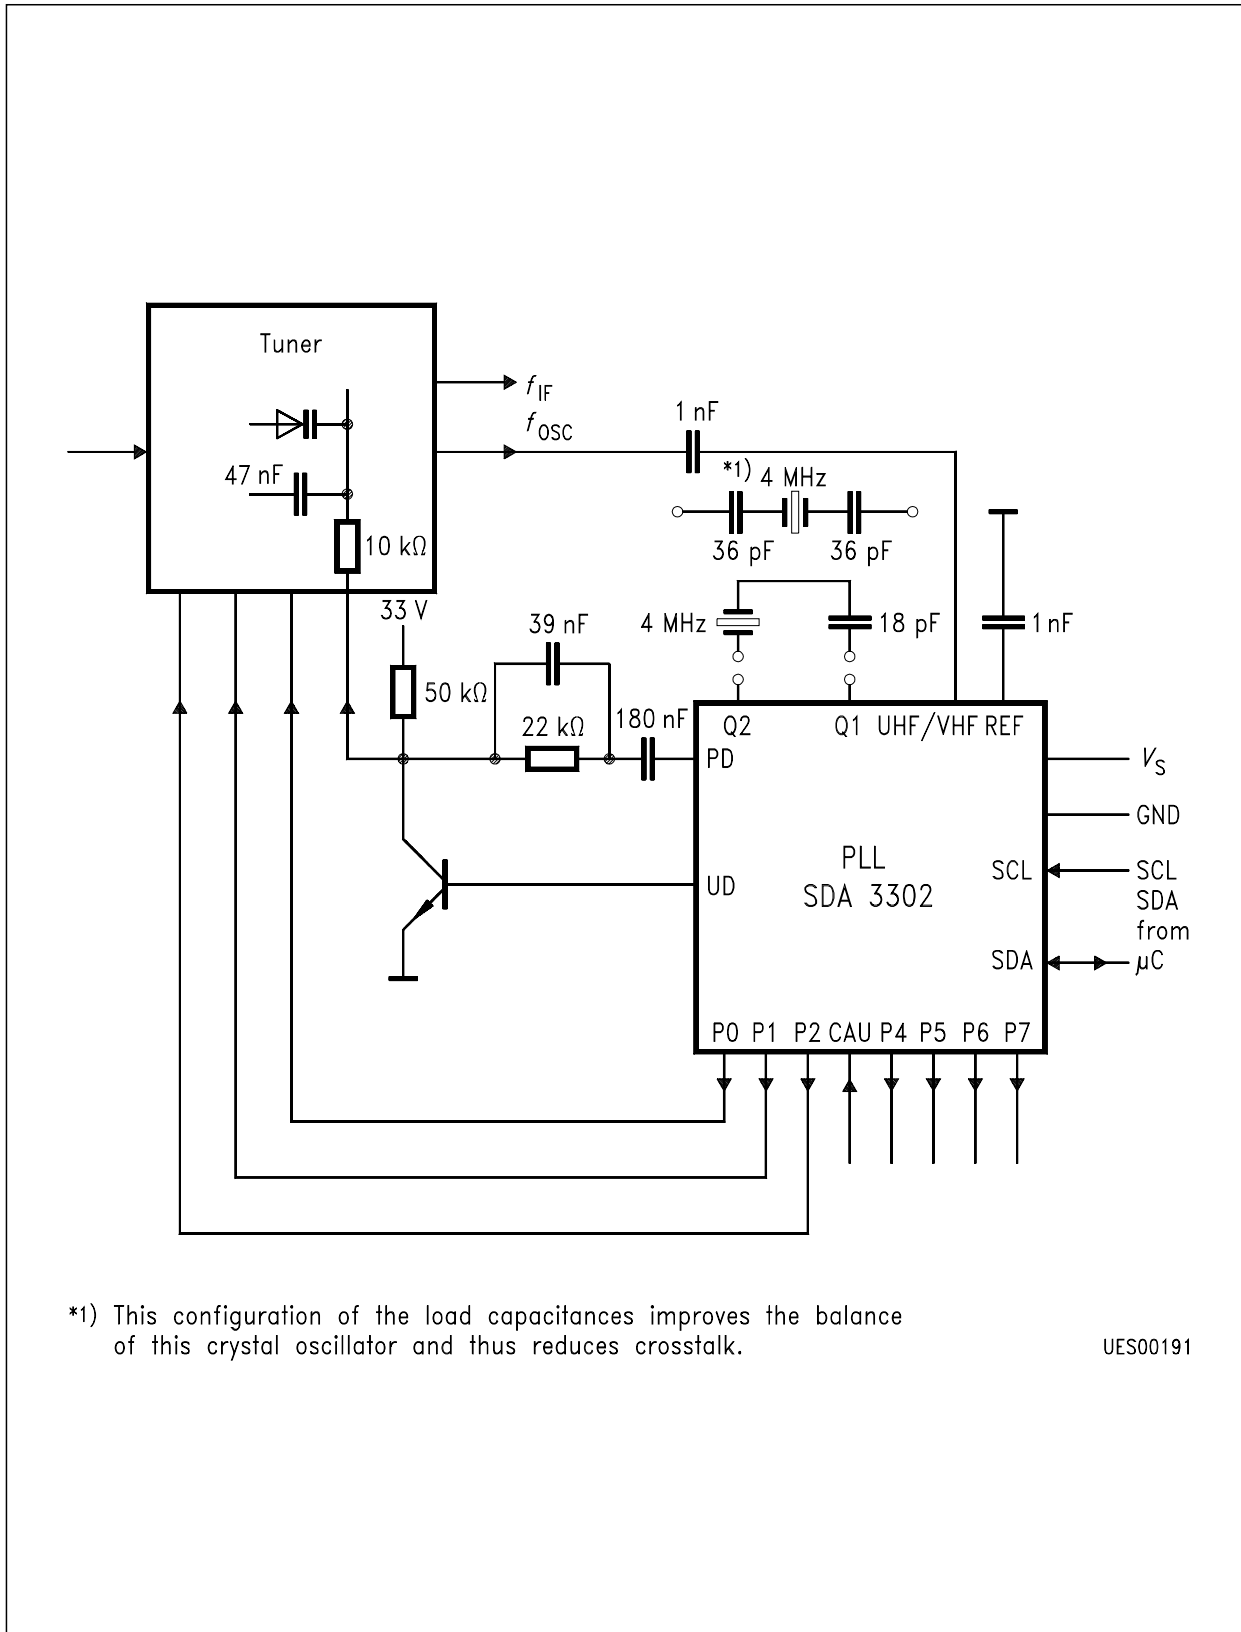 Tuner
f IF
f OSC
1 nF
47 nF
*1) 4 MHz
36 pF
36 pF
10 kΩ
33 V
39 nF
4 MHz
18 pF
1 nF
50 kΩ
22 kΩ
180 nF
Q2
Q1
UHF/VHF
REF
PD
VS
GND
PLL
SDA 3302
UD
SCL
SCL
SDA
from
µC
SDA
P0
P1
P2
CAU
P4
P5
P6
P7
*1) This configuration of the load capacitances improves the balance
of this crystal oscillator and thus reduces crosstalk.
UES00191